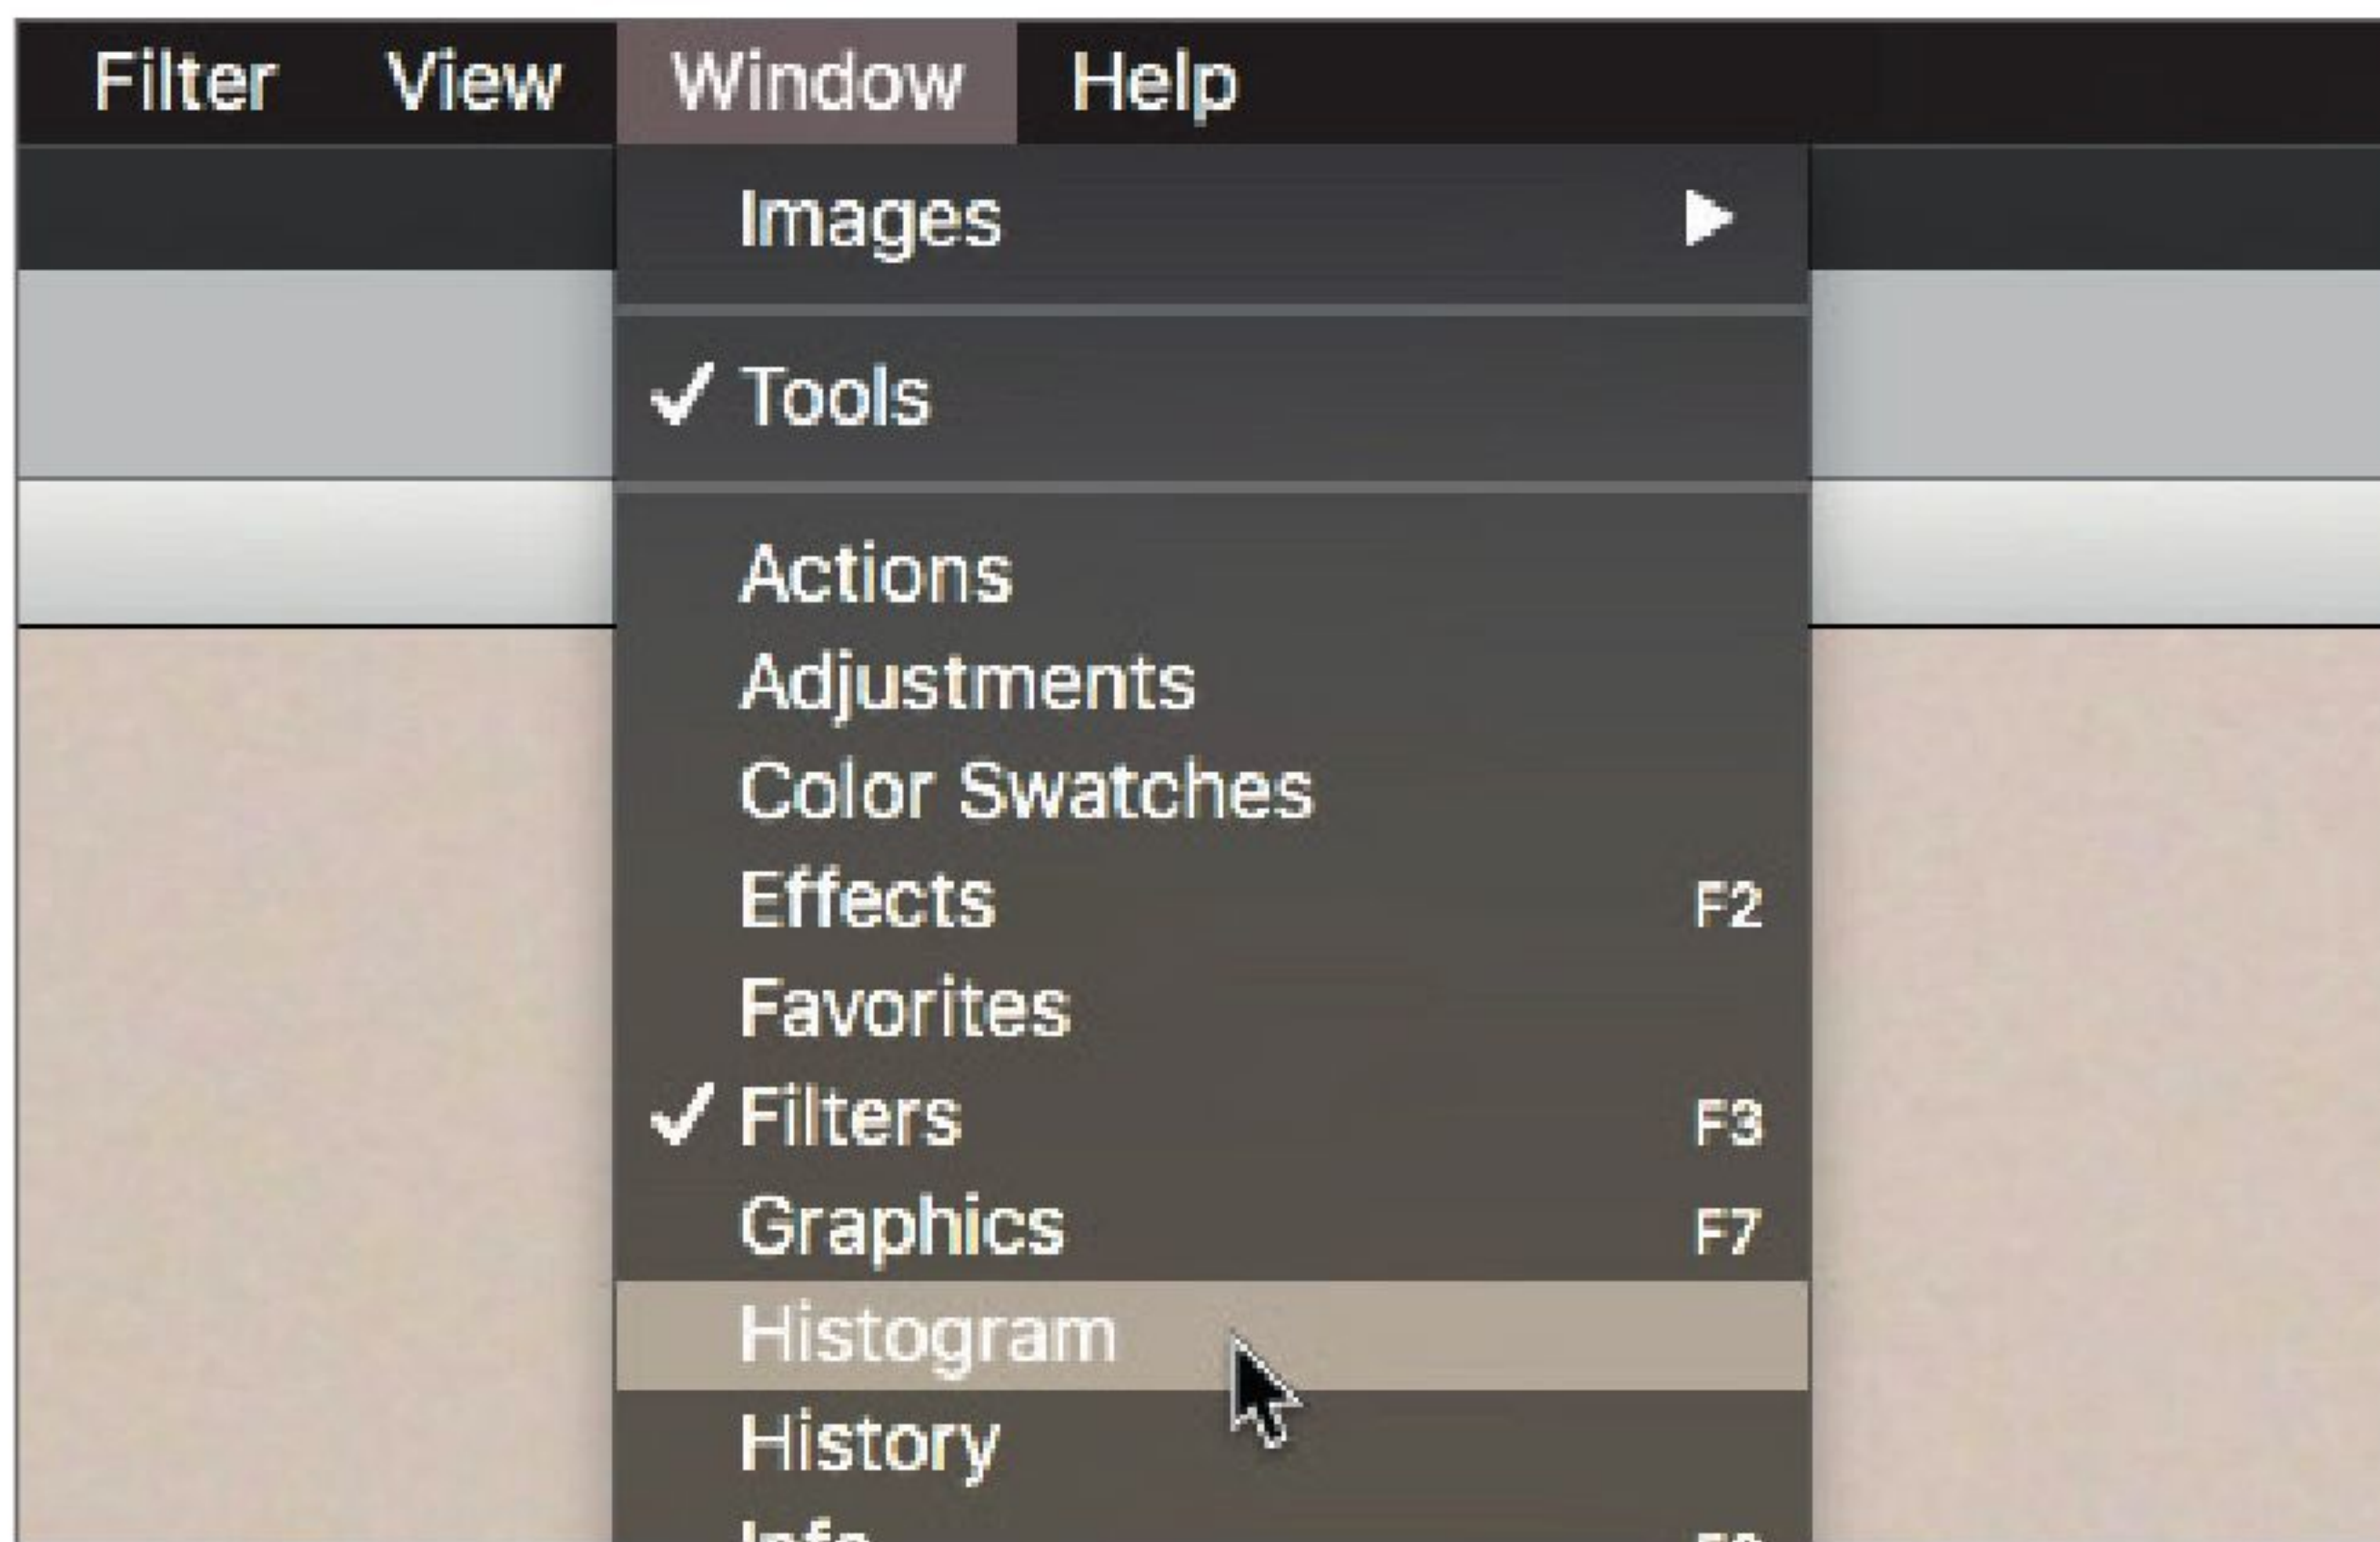 Filter View Window Help
Images
Tools
Actions
Adjustments
Color Swatches
Effects F2
Favorites
Filters F3
Graphics F7
Histogram
History
Info